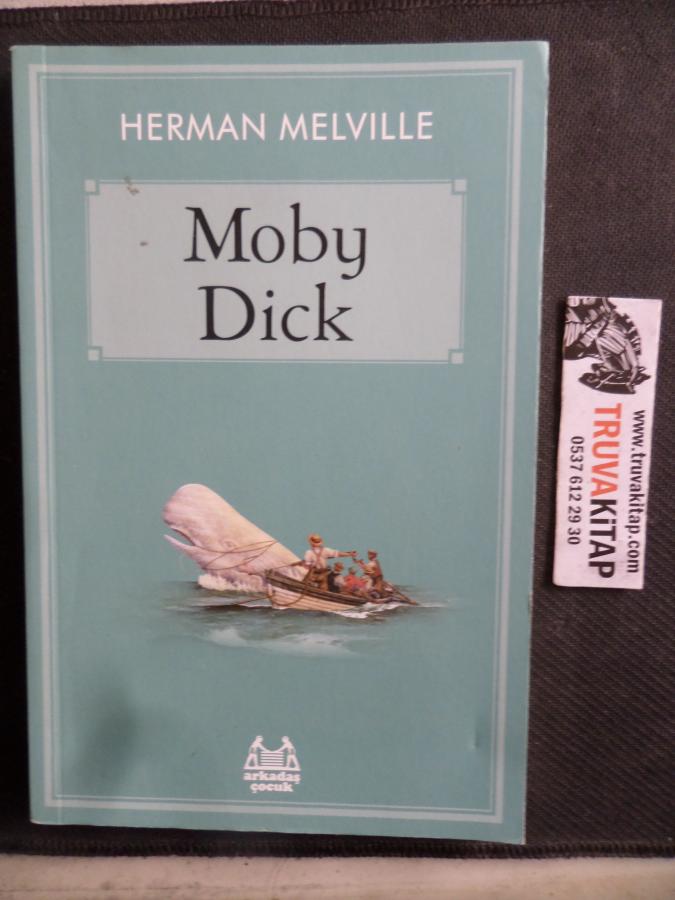 HERMAN MELVILLE
Moby
Dick
arkadaş
çocuk
www.truvakitap.com
TRUVAKİTAP
0537 612 29 30